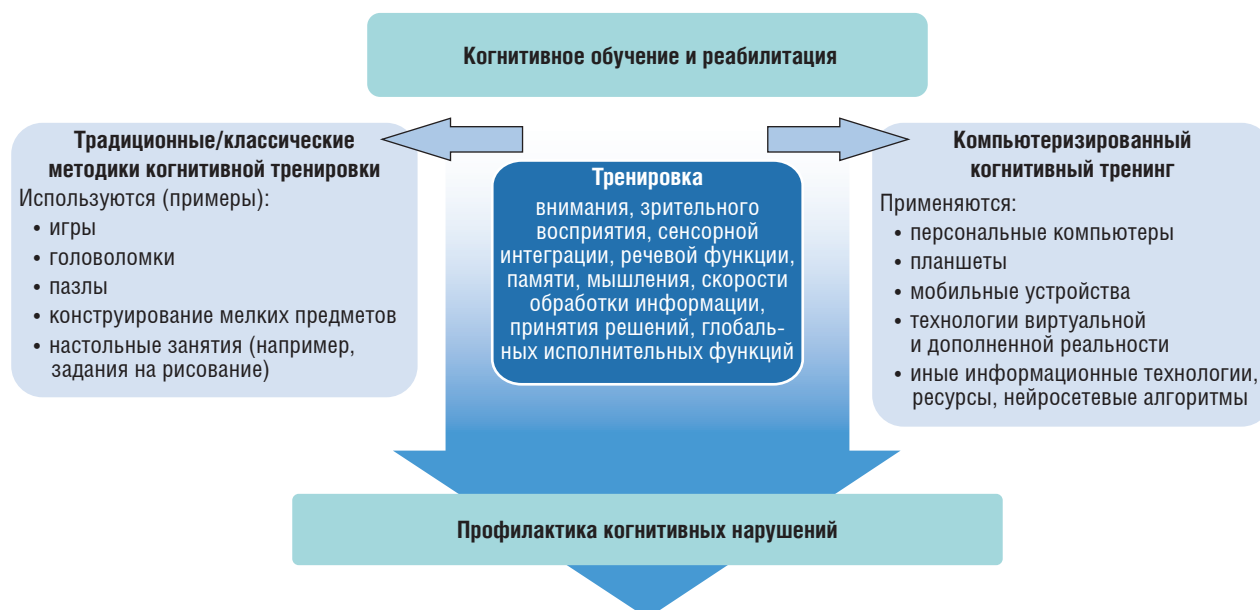 Когнитивное обучение и реабилитация
Традиционные/классические
методики когнитивной тренировки
Используются (примеры):
• игры
• головоломки
• пазлы
• конструирование мелких предметов
• настольные занятия (например,
задания на рисование)
Тренировка
внимания, зрительного
восприятия, сенсорной
интеграции, речевой функции,
памяти, мышления, скорости
обработки информации,
принятия решений, глобаль-
ных исполнительных функций
Компьютеризированный
когнитивный тренинг
Применяются:
• персональные компьютеры
• планшеты
• мобильные устройства
• технологии виртуальной
и дополненной реальности
• иные информационные технологии,
ресурсы, нейросетевые алгоритмы
Профилактика когнитивных нарушений